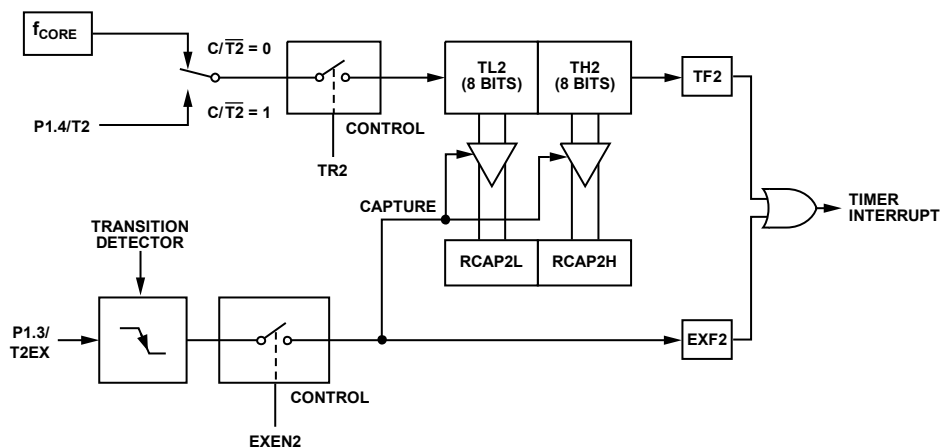 fCORE
C/T2 = 0
C/T2 = 1
P1.4/T2
CONTROL
TR2
TL2
(8 BITS)
TH2
(8 BITS)
TF2
CAPTURE
TIMER
INTERRUPT
TRANSITION
DETECTOR
RCAP2L
RCAP2H
P1.3/
T2EX
EXF2
CONTROL
EXEN2